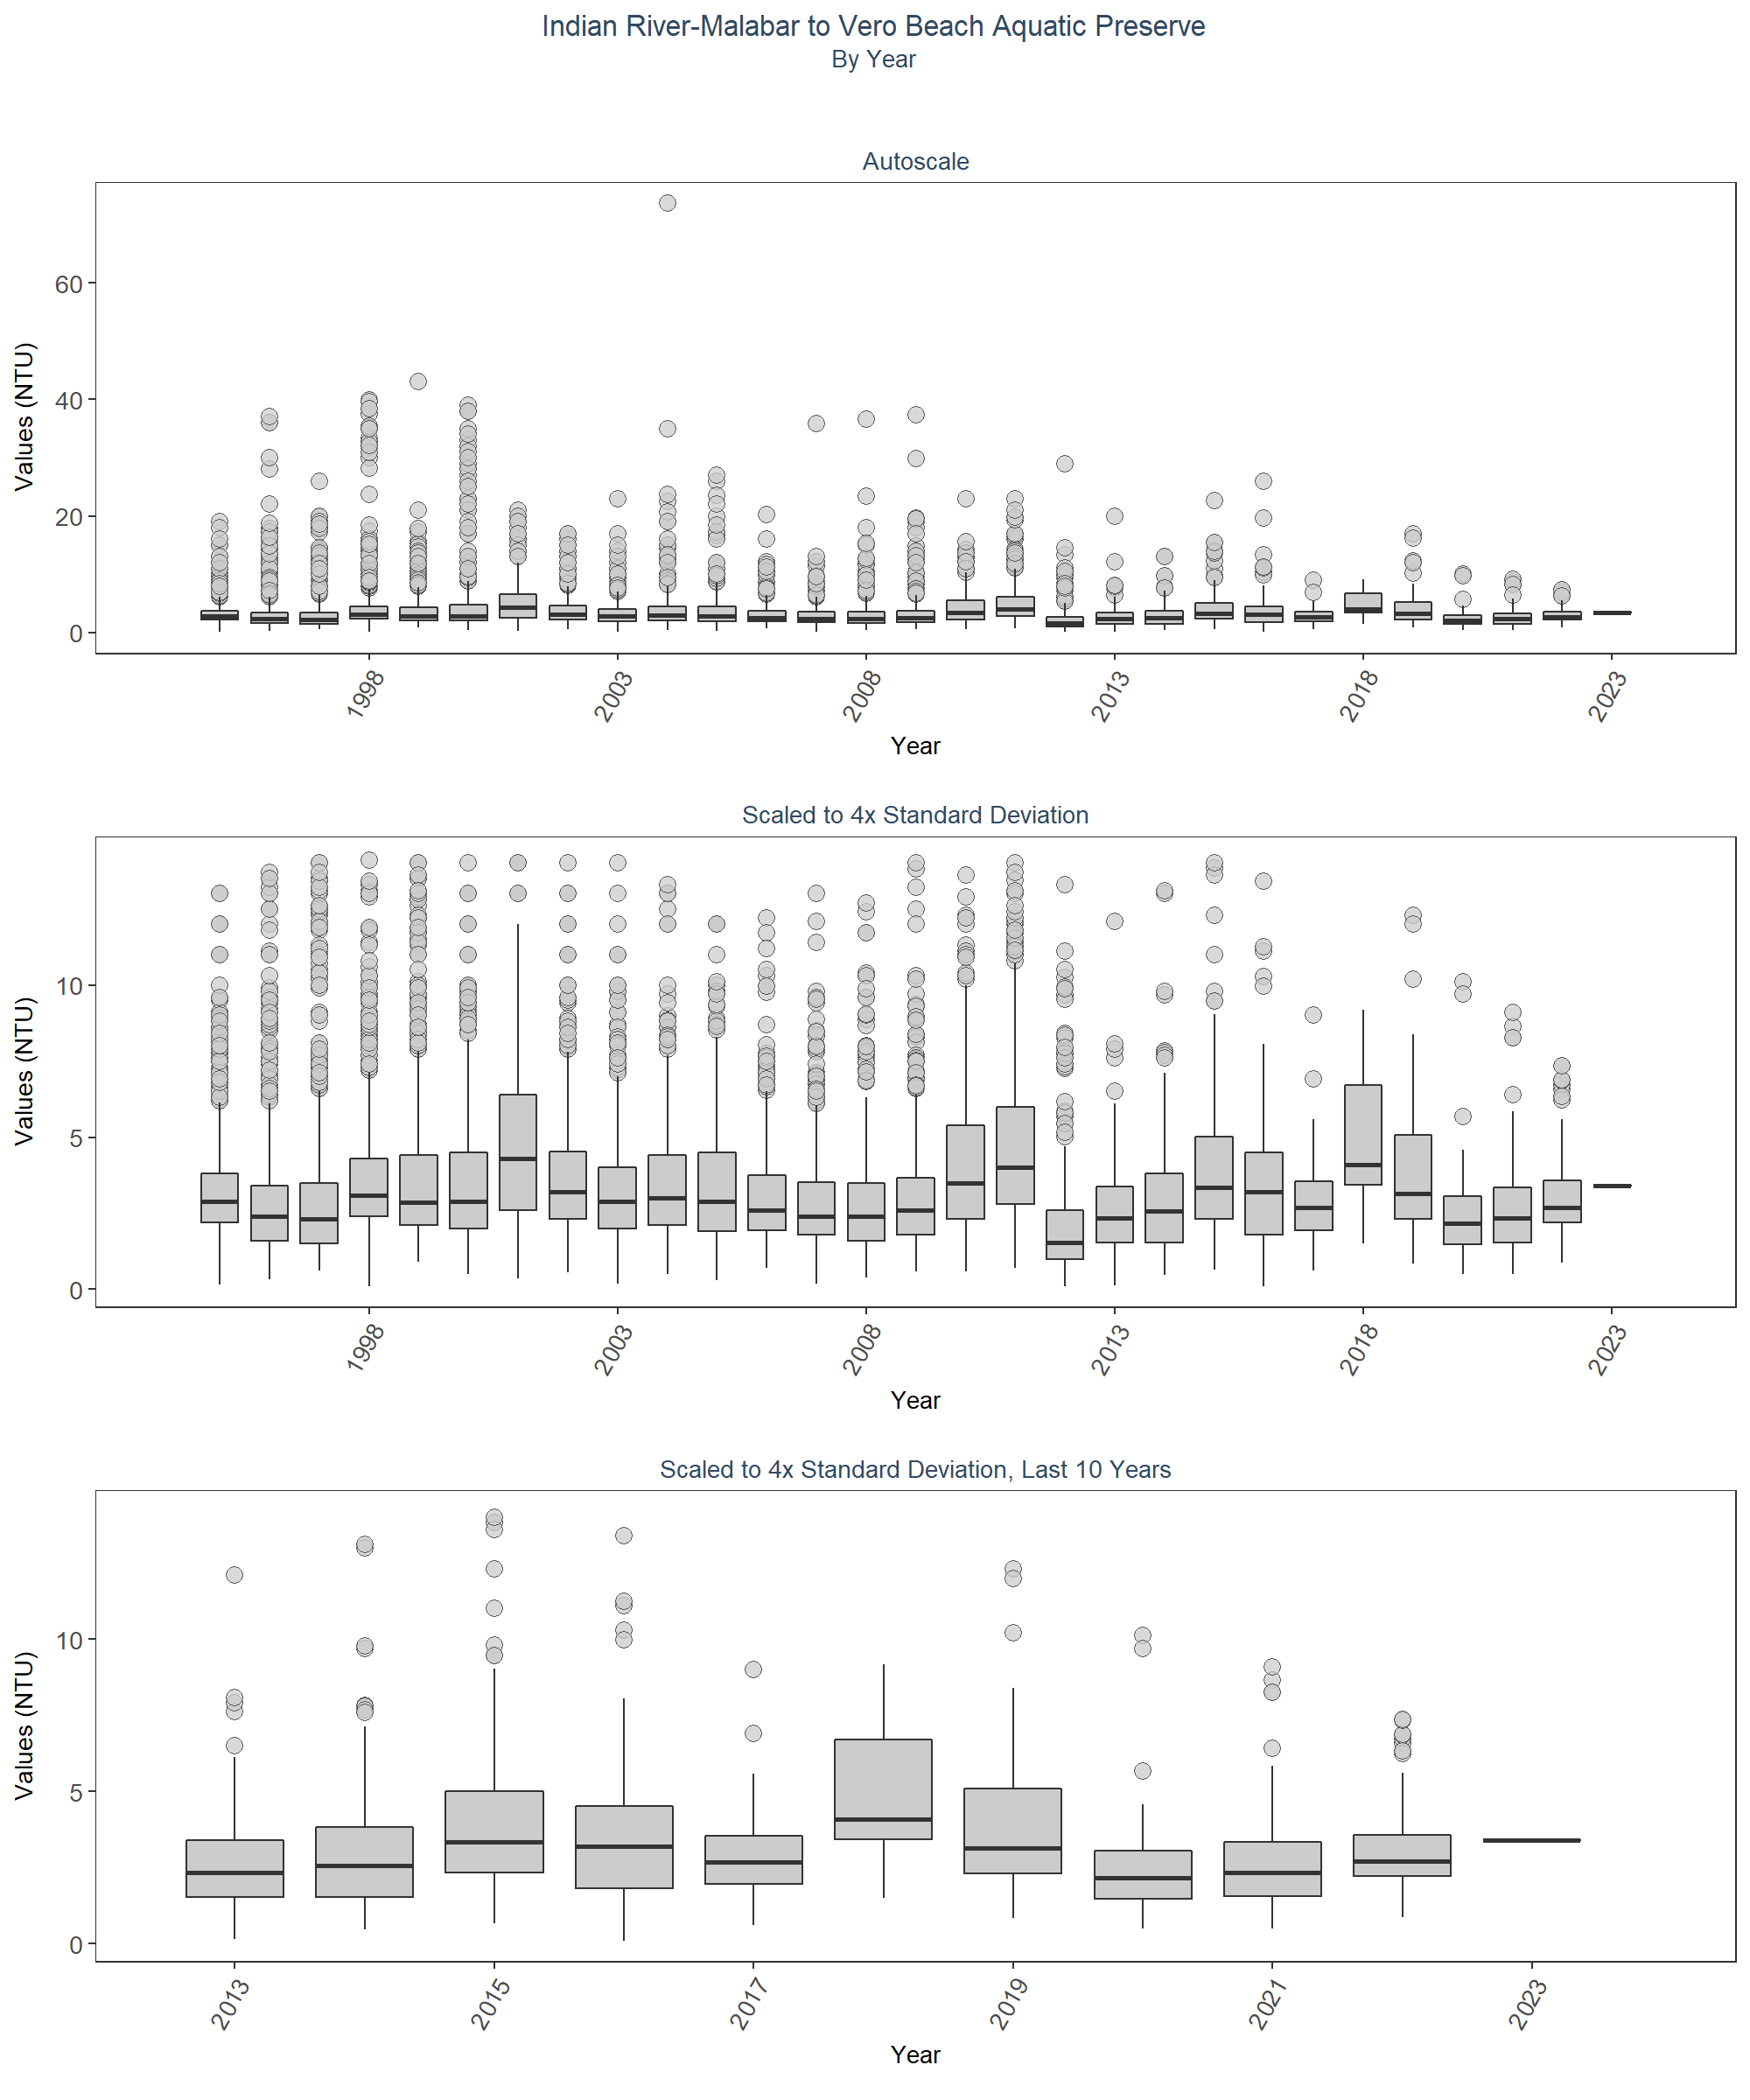 Indian River-Malabar to Vero Beach Aquatic Preserve
By Year
Autoscale
Values (NTU)
60
40
20
0
1998
2003
2008
2013
2018
2023
Year
Scaled to 4x Standard Deviation
Values (NTU)
10
5
0
1998
2003
2008
2013
2018
2023
Year
Scaled to 4x Standard Deviation, Last 10 Years
Values (NTU)
10
5
0
2013
2015
2017
2019
2021
2023
Year